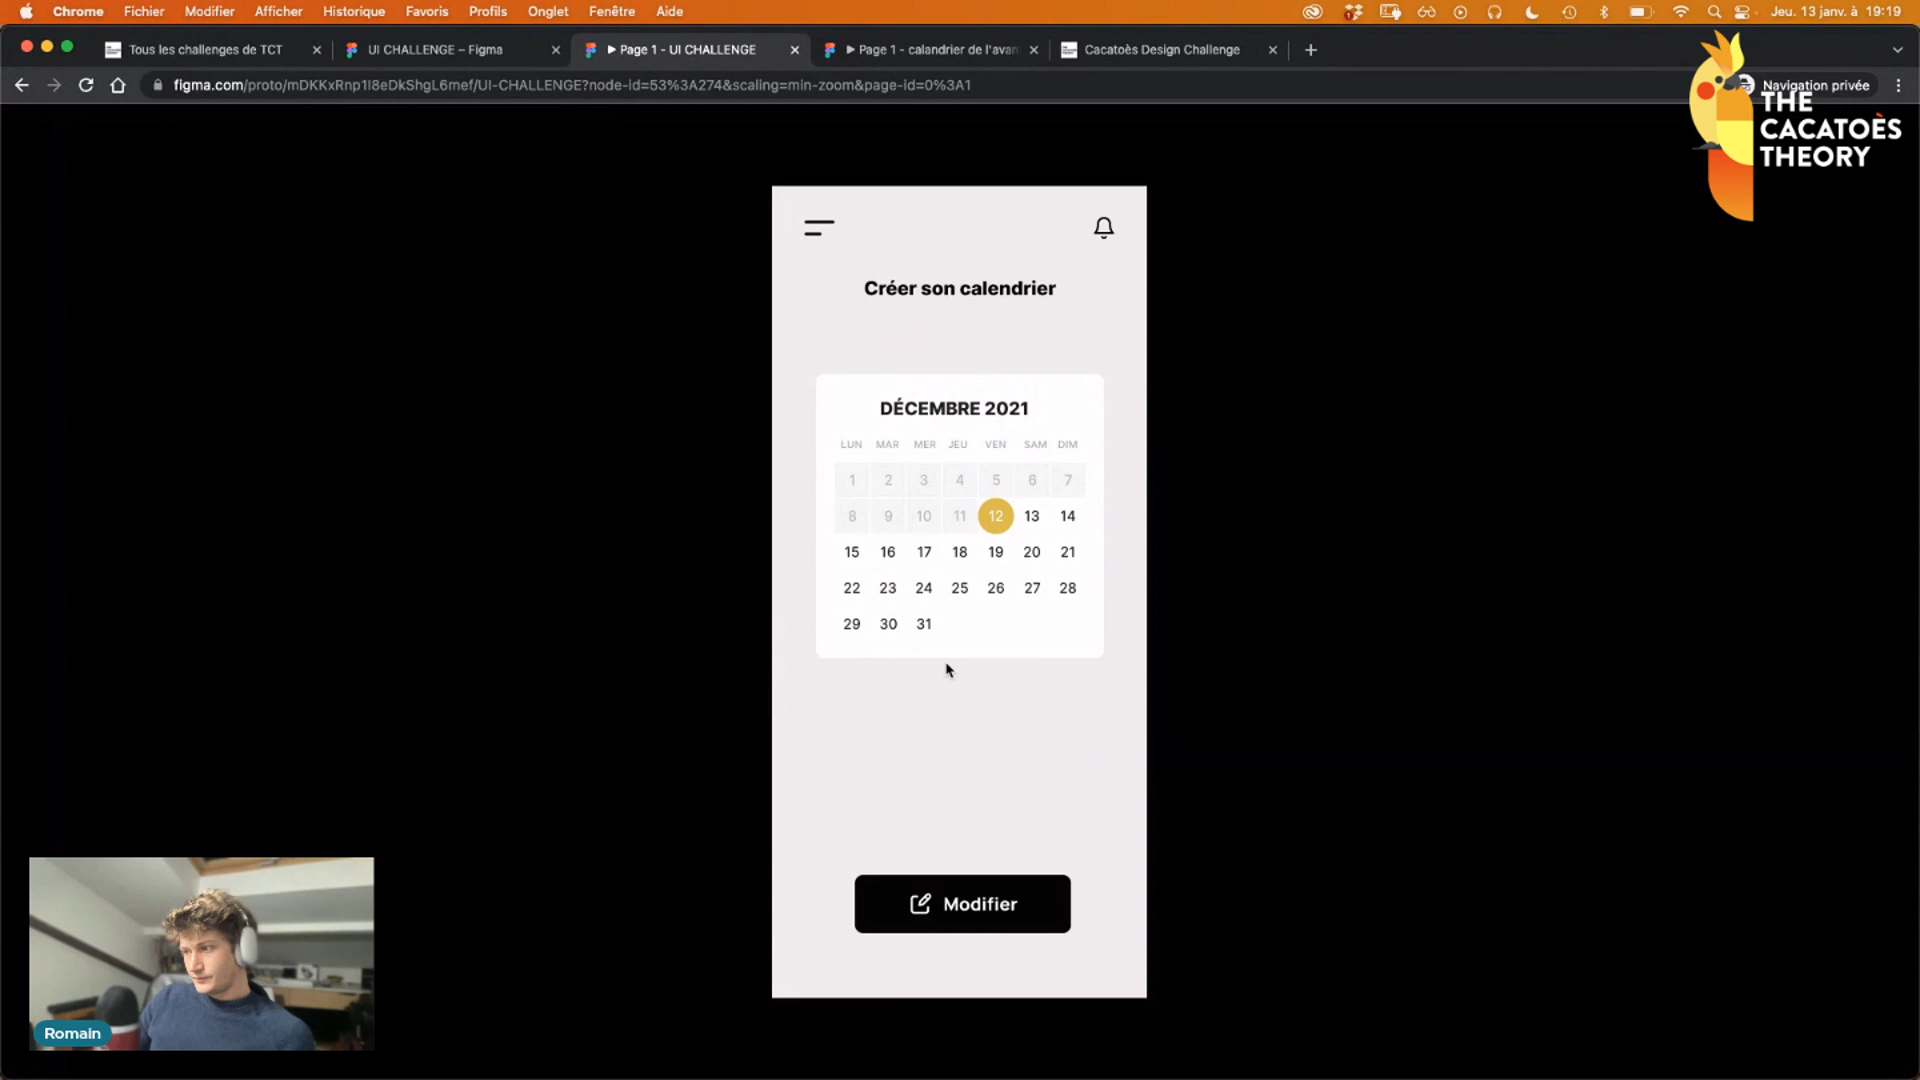 Chrome Fichier Modifier Afficher Historique Favoris Profils Onglet Fenêtre Aide
Jeu. 13 janv. à 19:19
Tous les challenges de TCT
UI CHALLENGE – Figma
Page 1 - UI CHALLENGE
Page 1 - calandrier de l'avan
Cacatoès Design Challenge
figma.com/proto/mDKKxRnp1I8eDkShgL6mef/UI-CHALLENGE?node-id=53%3A274&scaling=min-zoom&page-id=0%3A1
Navigation privée
THE
CACATOÈS
THEORY
Créer son calendrier
DÉCEMBRE 2021
LUN MAR MER JEU VEN SAM DIM
1 2 3 4 5 6 7
8 9 10 11 12 13 14
15 16 17 18 19 20 21
22 23 24 25 26 27 28
29 30 31
Modifier
Romain